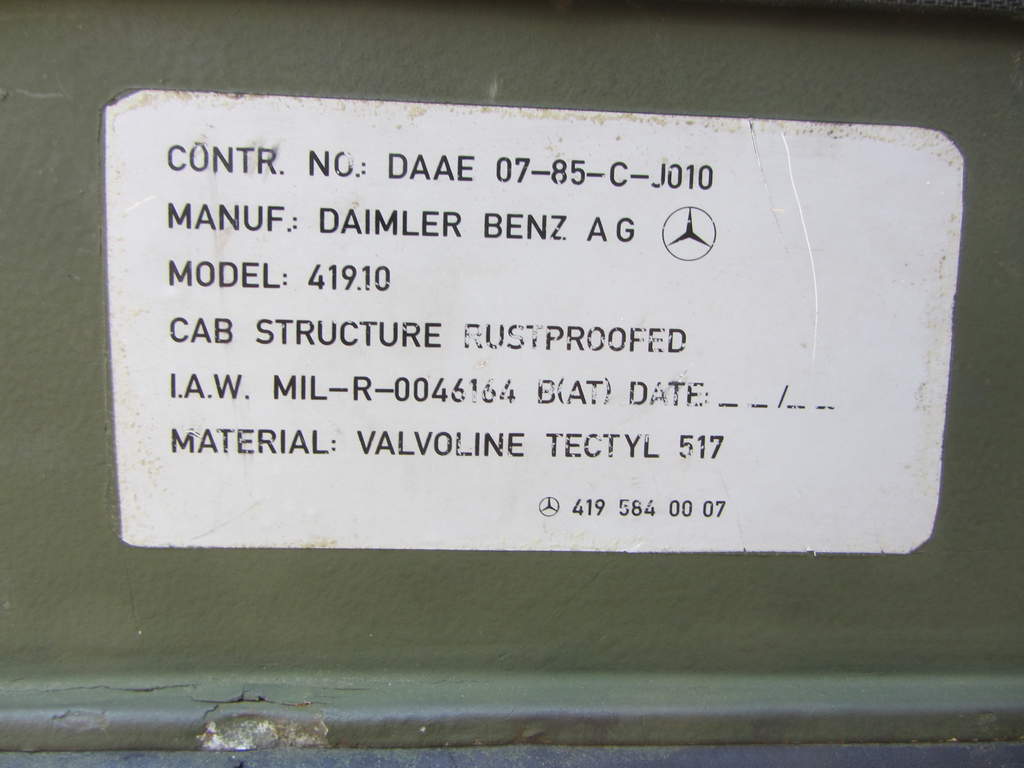 CONTR. NO.: DAAE 07-85-C-J010
MANUF.: DAIMLER BENZ AG
MODEL: 419.10
CAB STRUCTURE RUSTPROOFED
I.A.W. MIL-R-0046164 B(AT) DATE: _ _ /_ _
MATERIAL: VALVOLINE TECTYL 517
419 584 00 07